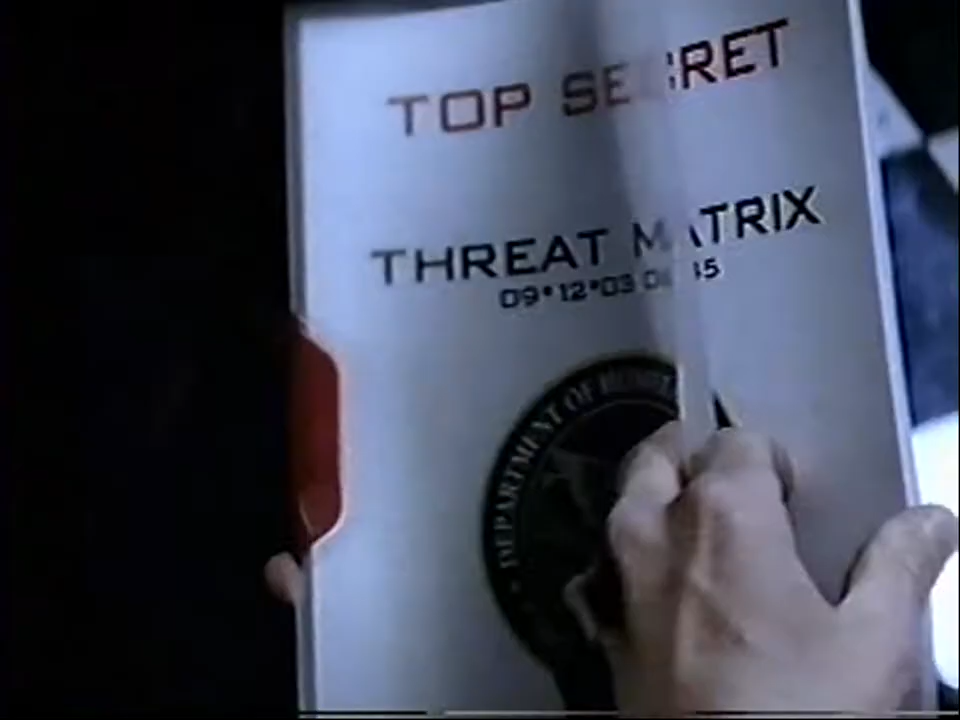 TOP SECRET
THREAT MATRIX
09•12•03
DEPARTMENT OF